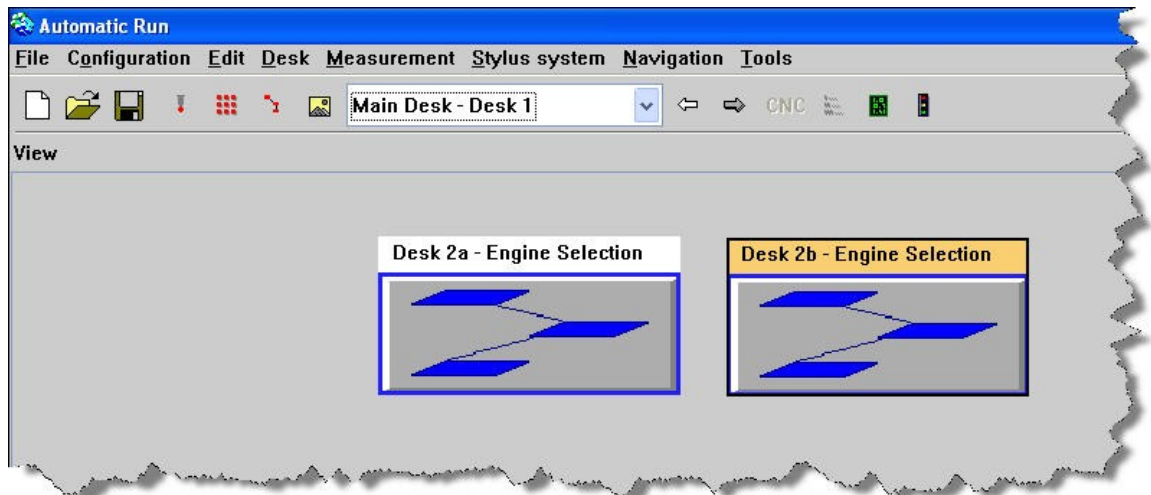 Automatic Run
File Configuration Edit Desk Measurement Stylus system Navigation Tools
Main Desk - Desk 1 CNC
View
Desk 2a - Engine Selection Desk 2b - Engine Selection